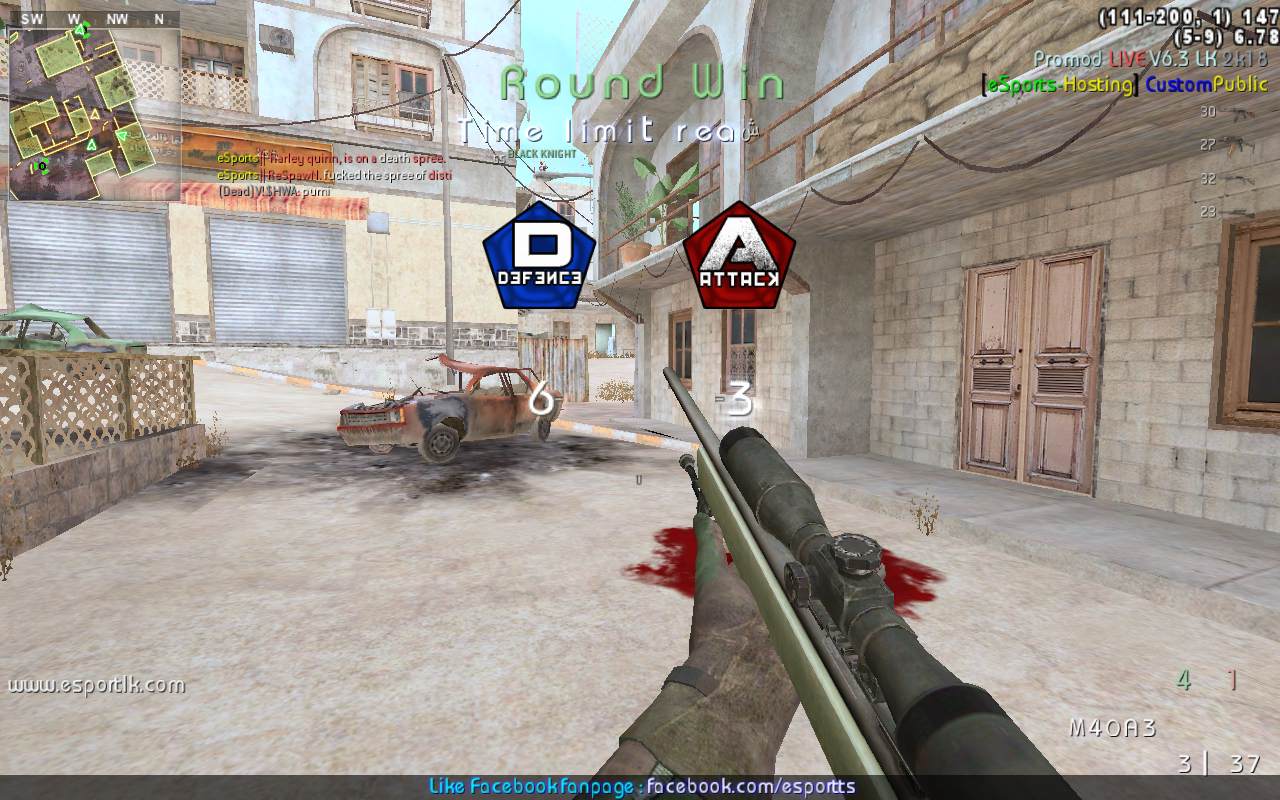 SW W NW N
(111-200, 1) 147
(5-9) 6.78
Promod LIVE V6.3 LK 2k18
[eSports-Hosting] CustomPublic
Round Win
Time limit rea
BLACK KNIGHT
30
27
32
23
eSports|| Harley quinn, is on a death spree.
eSports|| ReSpawN. fucked the spree of disti
(Dead)V!$HWA: purni
D
DEFENCE
A
ATTACK
6
-3
U
www.esportlk.com
4 1
M40A3
3| 37
Like Facebook fanpage : facebook.com/esportts